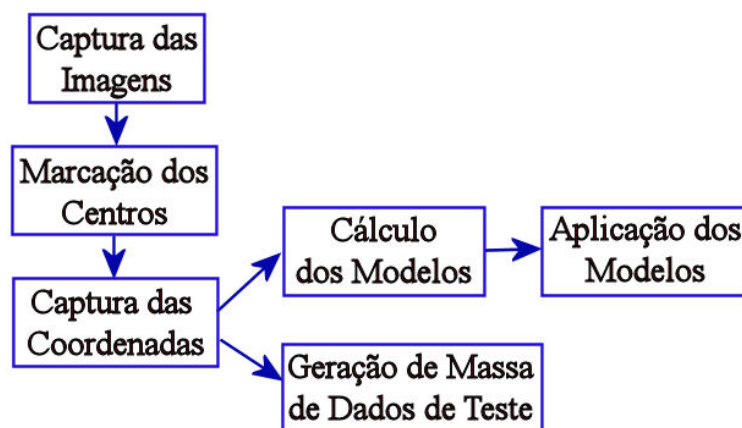 Captura das
Imagens
Marcação dos
Centros
Captura das
Coordenadas
Cálculo
dos Modelos
Aplicação dos
Modelos
Geração de Massa
de Dados de Teste